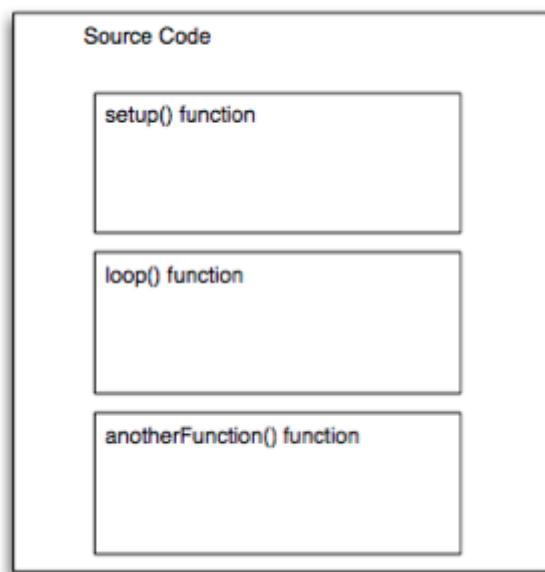 Source Code
setup() function
loop() function
anotherFunction() function